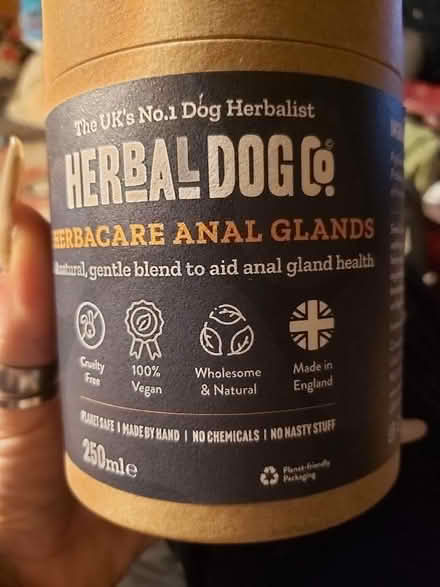 The UK's No.1 Dog Herbalist
HERBAL DOG Co.
HERBACARE ANAL GLANDS
Natural, gentle blend to aid anal gland health
Cruelty Free
100% Vegan
Wholesome & Natural
Made in England
PLANET SAFE | MADE BY HAND | NO CHEMICALS | NO NASTY STUFF
250ml e
Planet-friendly
Packaging